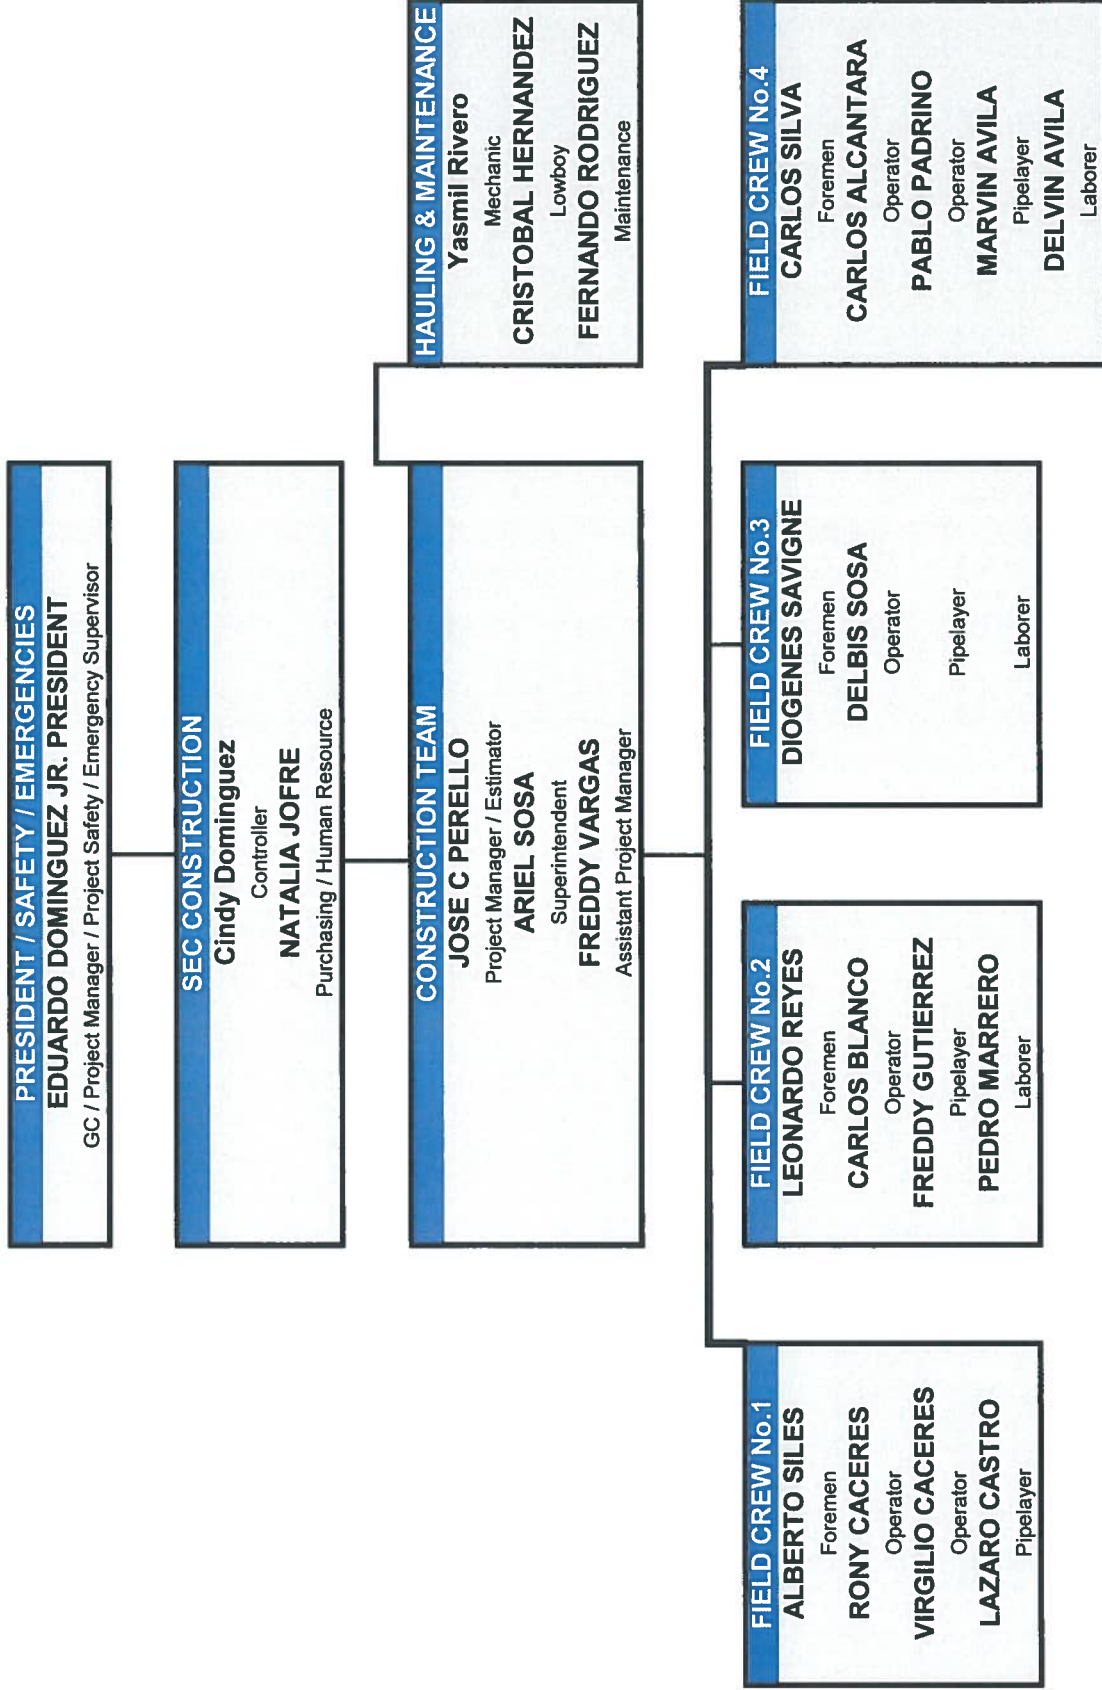 PRESIDENT / SAFETY / EMERGENCIES
EDUARDO DOMINGUEZ JR. PRESIDENT
GC / Project Manager / Project Safety / Emergency Supervisor
SEC CONSTRUCTION
Cindy Dominguez
Controller
NATALIA JOFRE
Purchasing / Human Resource
CONSTRUCTION TEAM
JOSE C PERELLO
Project Manager / Estimator
ARIEL SOSA
Superintendent
FREDDY VARGAS
Assistant Project Manager
HAULING & MAINTENANCE
Yasmil Rivero
Mechanic
CRISTOBAL HERNANDEZ
Lowboy
FERNANDO RODRIGUEZ
Maintenance
FIELD CREW No.1
ALBERTO SILES
Foremen
RONY CACERES
Operator
VIRGILIO CACERES
Operator
LAZARO CASTRO
Pipelayer
FIELD CREW No.2
LEONARDO REYES
Foremen
CARLOS BLANCO
Operator
FREDDY GUTIERREZ
Pipelayer
PEDRO MARRERO
Laborer
FIELD CREW No.3
DIOGENES SAVIGNE
Foremen
DELBIS SOSA
Operator
Pipelayer
Laborer
FIELD CREW No.4
CARLOS SILVA
Foremen
CARLOS ALCANTARA
Operator
PABLO PADRINO
Operator
MARVIN AVILA
Pipelayer
DELVIN AVILA
Laborer